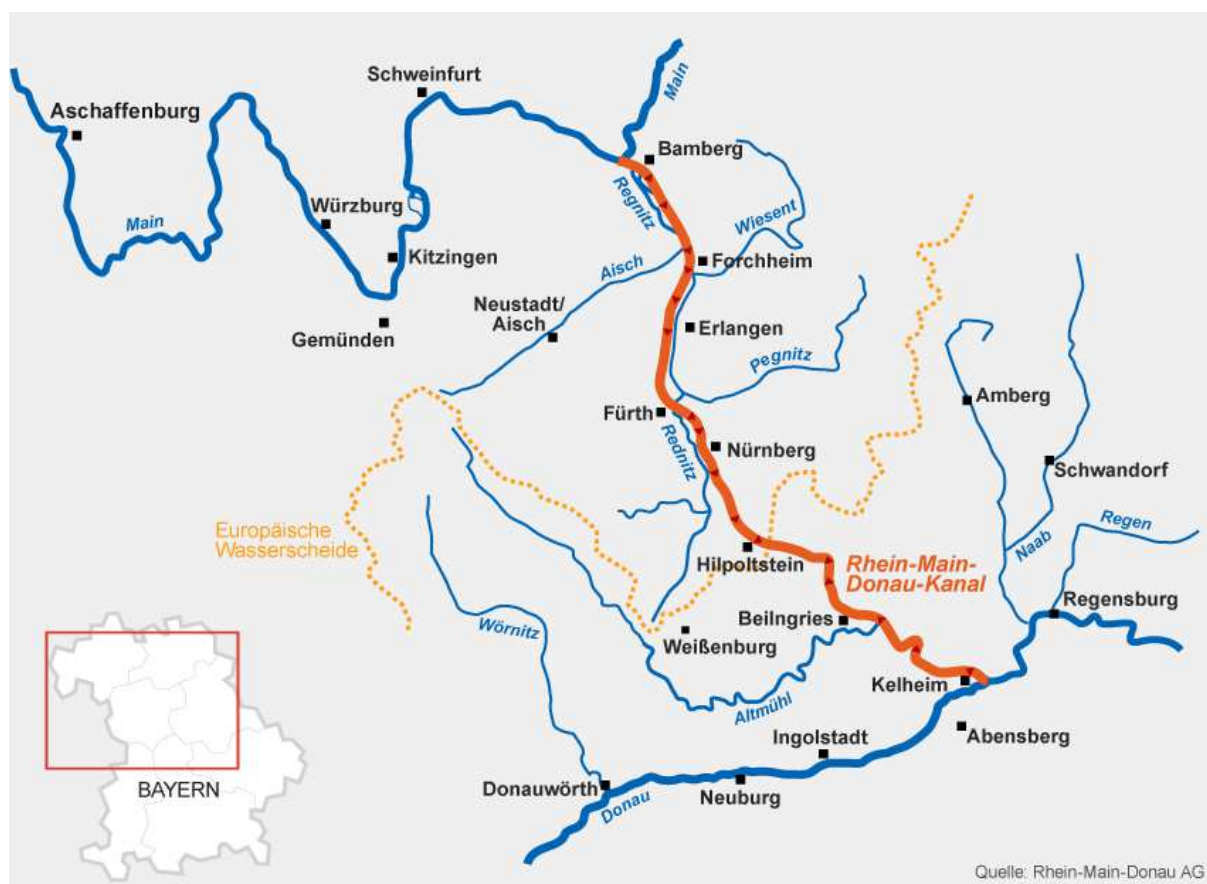 Schweinfurt
Main
Aschaffenburg
Bamberg
Regnitz
Würzburg
Wiesent
Main
Kitzingen
Forchheim
Aisch
Neustadt/
Aisch
Gemünden
Erlangen
Pegnitz
Amberg
Fürth
Rednitz
Nürnberg
Schwandorf
Europäische
Wasserscheide
Regen
Naab
Hilpoltstein
Rhein-Main-
Donau-Kanal
Regensburg
Beilngries
Wörnitz
Weißenburg
Kelheim
Altmühl
Abensberg
Ingolstadt
BAYERN
Donauwörth
Neuburg
Donau
Quelle: Rhein-Main-Donau AG